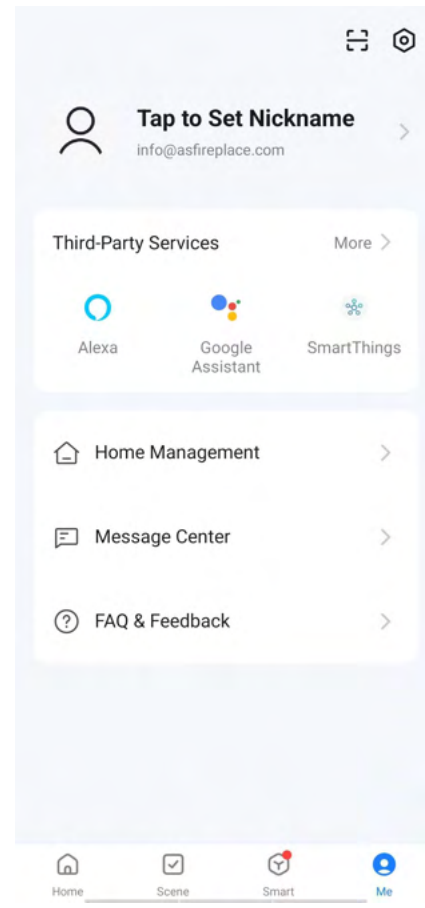 Tap to Set Nickname
info@asfireplace.com
Third-Party Services
More
Alexa
Google
Assistant
SmartThings
Home Management
Message Center
FAQ & Feedback
Home
Scene
Smart
Me